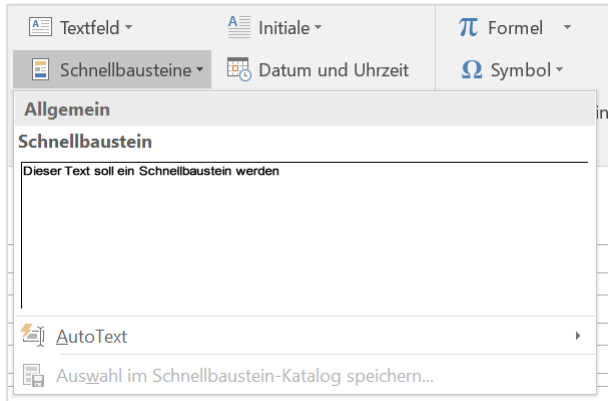 Textfeld
Initiale
π Formel
Schnellbausteine
Datum und Uhrzeit
Ω Symbol
Allgemein
in
Schnellbaustein
Dieser Text soll ein Schnellbaustein werden
AutoText
Auswahl im Schnellbaustein-Katalog speichern...